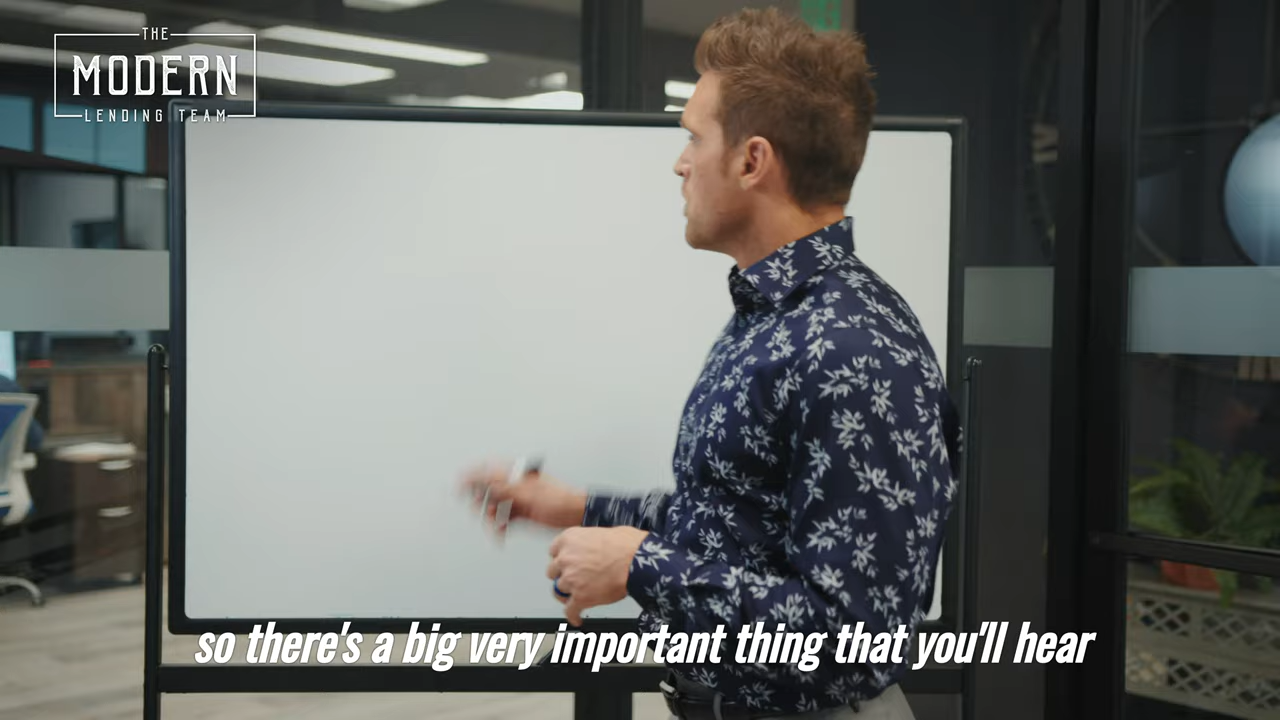 THE
MODERN
LENDING TEAM
so there's a big very important thing that you'll hear